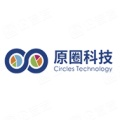 原圈科技
Circles Technology